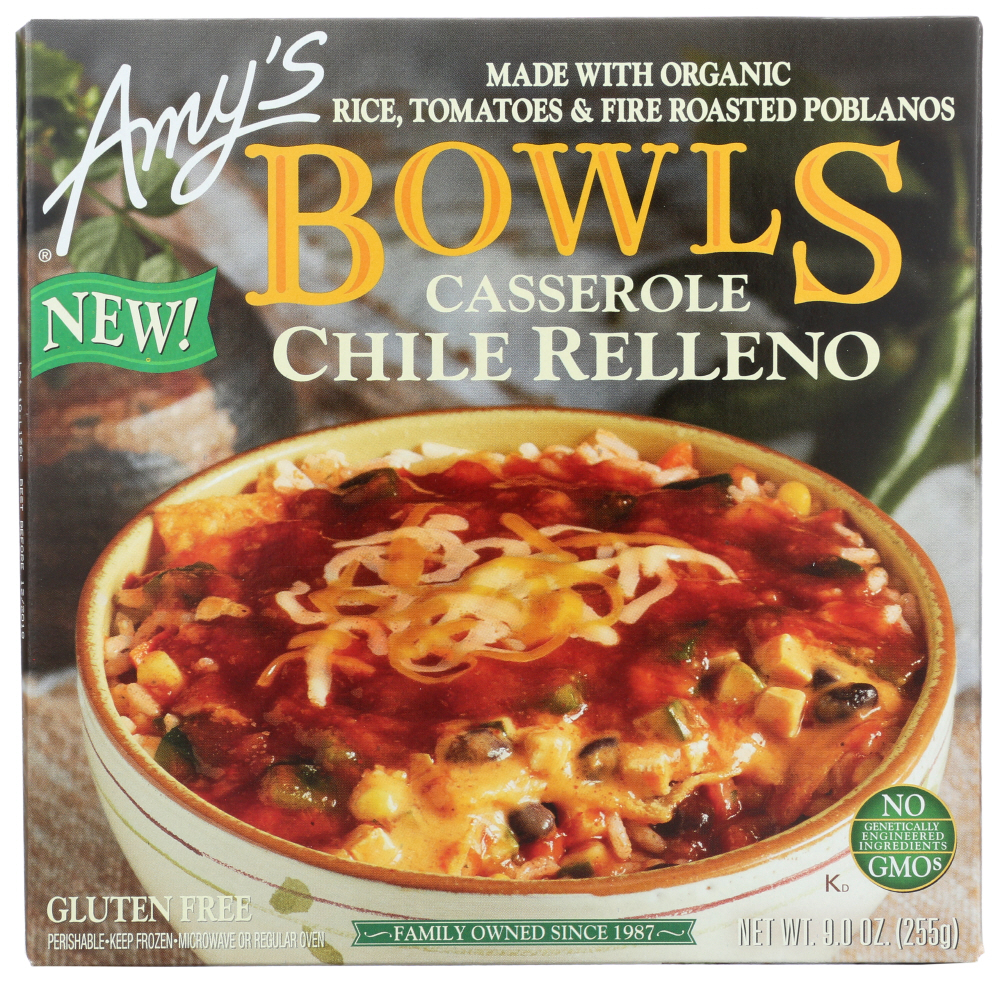 Amy's
®
MADE WITH ORGANIC
RICE, TOMATOES & FIRE ROASTED POBLANOS
BOWLS
CASSEROLE
CHILE RELLENO
NEW!
NO
GENETICALLY
ENGINEERED
INGREDIENTS
GMOs
KD
GLUTEN FREE
PERISHABLE•KEEP FROZEN•MICROWAVE OR REGULAR OVEN
FAMILY OWNED SINCE 1987
NET WT. 9.0 OZ. (255g)